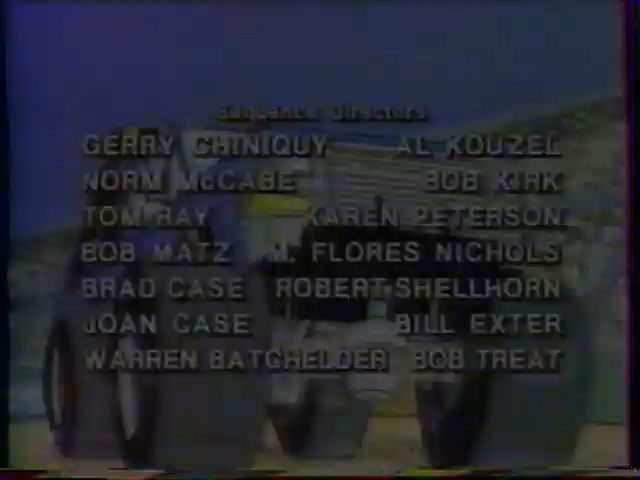 Sequence Directors
GERRY CHINIQUY AL KOUZEL
NORM McCABE BOB KIRK
TOM RAY KAREN PETERSON
BOB MATZ M. FLORES NICHOLS
BRAD CASE ROBERT SHELLHORN
JOAN CASE BILL EXTER
WARREN BATCHELDER BOB TREAT